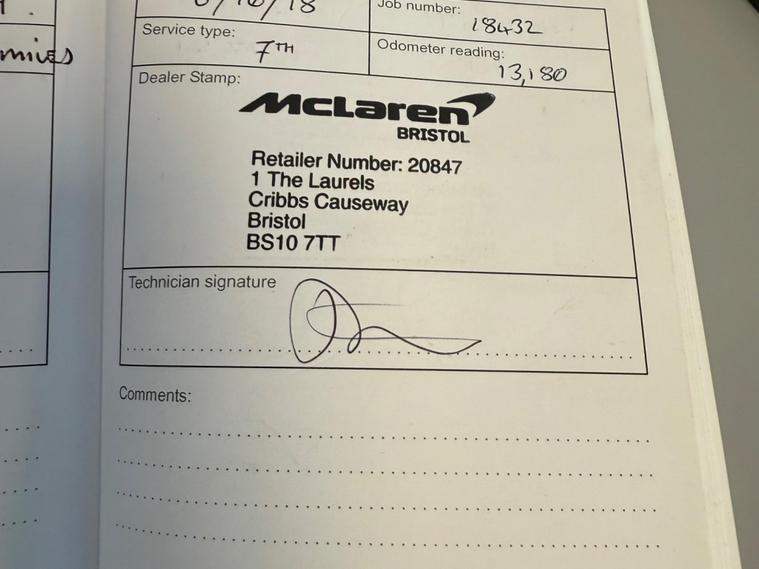 Job number:
18432
Service type:
7TH
Odometer reading:
13,180
miles
Dealer Stamp:
McLaren
BRISTOL
Retailer Number: 20847
1 The Laurels
Cribbs Causeway
Bristol
BS10 7TT
Technician signature
Comments: